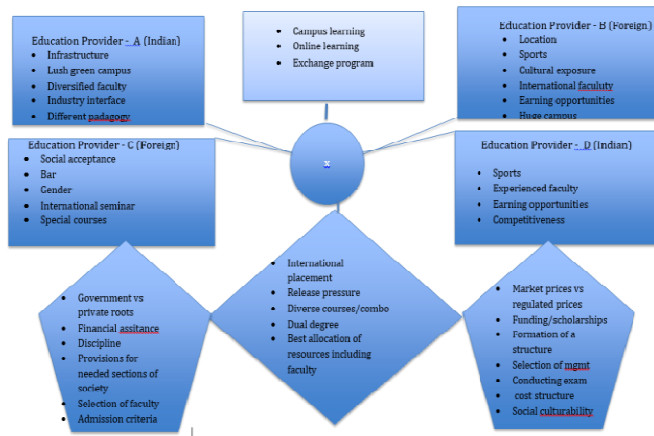 Education Provider - A (Indian)
• Infrastructure
• Lush green campus
• Diversified faculty
• Industry interface
• Different padagogy
• Campus learning
• Online learning
• Exchange program
Education Provider - B (Foreign)
• Location
• Sports
• Cultural exposure
• International faculuty
• Earning opportunities
• Huge campus
Education Provider - C (Foreign)
• Social acceptance
• Bar
• Gender
• International seminar
• Special courses
x
Education Provider - D (Indian)
• Sports
• Experienced faculty
• Earning opportunities
• Competitiveness
• Government vs
private roots
• Financial assitance
• Discipline
• Provisions for
needed sections of
society
• Selection of faculty
• Admission criteria
• International
placement
• Release pressure
• Diverse courses/combo
• Dual degree
• Best allocation of
resources including
faculty
• Market prices vs
regulated prices
• Funding/scholarships
• Formation of a
structure
• Selection of mgmt
• Conducting exam
• cost structure
• Social culturability